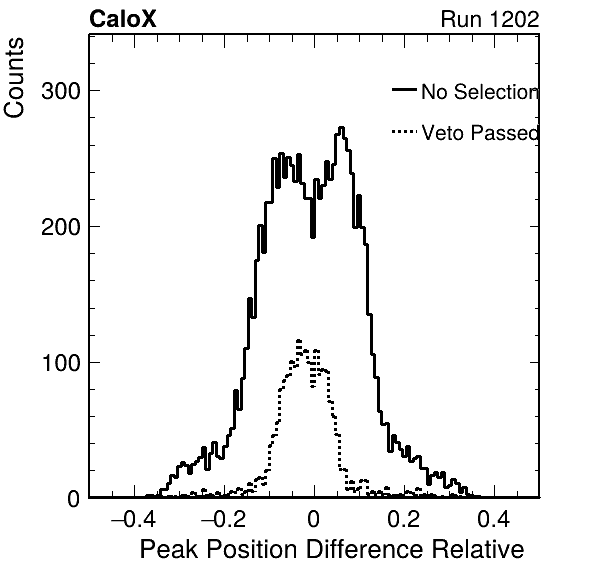 CaloX Run 1202
Counts
300
200
100
0
No Selection
Veto Passed
−0.4 −0.2 0 0.2 0.4
Peak Position Difference Relative